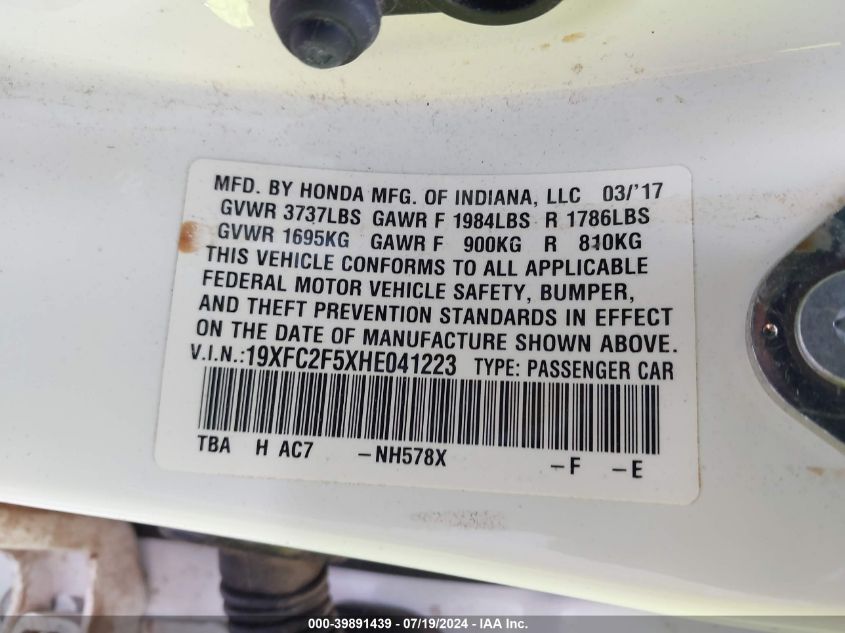 MFD. BY HONDA MFG. OF INDIANA, LLC 03/'17
GVWR 3737LBS GAWR F 1984LBS R 1786LBS
GVWR 1695KG GAWR F 900KG R 810KG
THIS VEHICLE CONFORMS TO ALL APPLICABLE
FEDERAL MOTOR VEHICLE SAFETY, BUMPER,
AND THEFT PREVENTION STANDARDS IN EFFECT
ON THE DATE OF MANUFACTURE SHOWN ABOVE.
V.I.N.:19XFC2F5XHE041223 TYPE: PASSENGER CAR
TBA H AC7 -NH578X -F -E
000-39891439 / 07/19/2024 - IAA Inc.